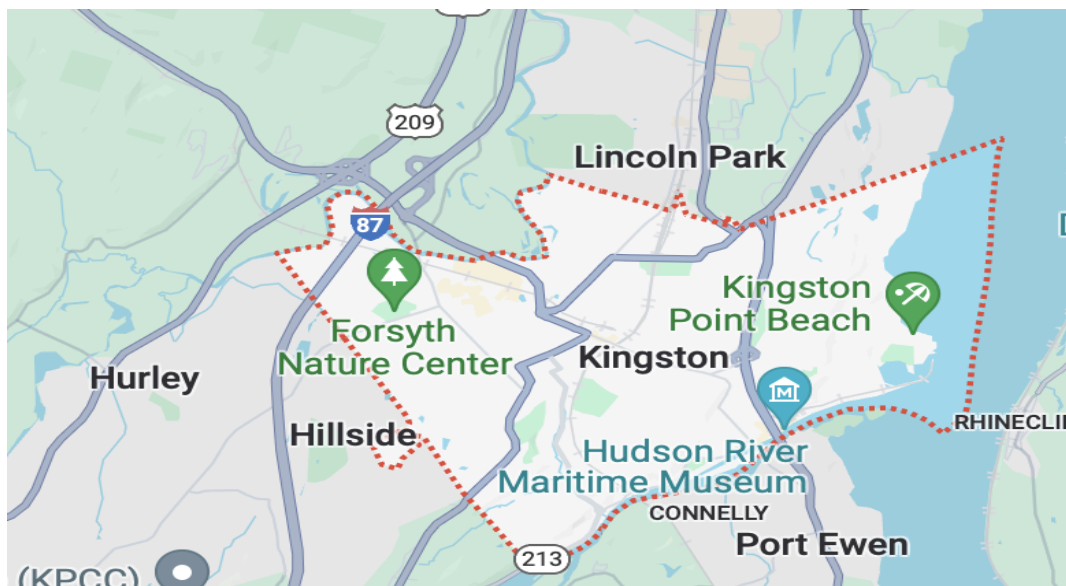 209
Lincoln Park
87
Kingston
Point Beach
Forsyth
Nature Center
Kingston
Hurley
Hillside
RHINECLIF
Hudson River
Maritime Museum
CONNELLY
Port Ewen
213
(KPCC)